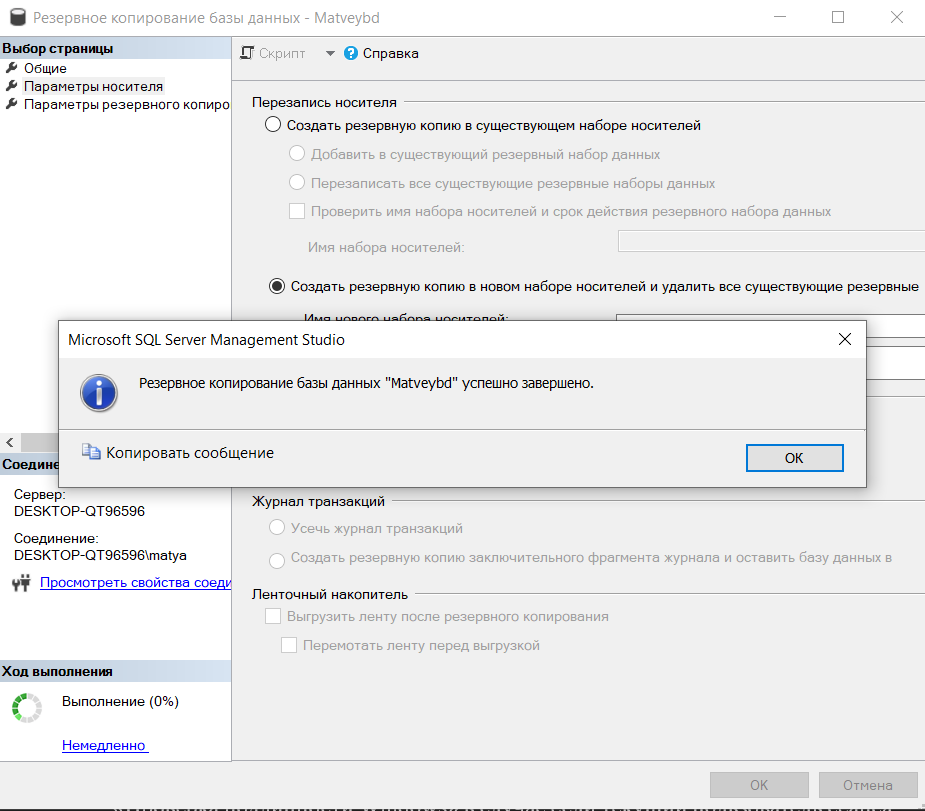 Резервное копирование базы данных - Matveybd
Выбор страницы
Общие
Параметры носителя
Параметры резервного копиро
Скрипт
Справка
Перезапись носителя
Создать резервную копию в существующем наборе носителей
Добавить в существующий резервный набор данных
Перезаписать все существующие резервные наборы данных
Проверить имя набора носителей и срок действия резервного набора данных
Имя набора носителей:
Создать резервную копию в новом наборе носителей и удалить все существующие резервные
Имя нового набора носителей:
Microsoft SQL Server Management Studio
Резервное копирование базы данных "Matveybd" успешно завершено.
Копировать сообщение
ОК
Соедине
Сервер:
DESKTOP-QT96596
Соединение:
DESKTOP-QT96596\matya
Просмотреть свойства соеди
Журнал транзакций
Усечь журнал транзакций
Создать резервную копию заключительного фрагмента журнала и оставить базу данных в
Ленточный накопитель
Выгрузить ленту после резервного копирования
Перемотать ленту перед выгрузкой
Ход выполнения
Выполнение (0%)
Немедленно
ОК
Отмена